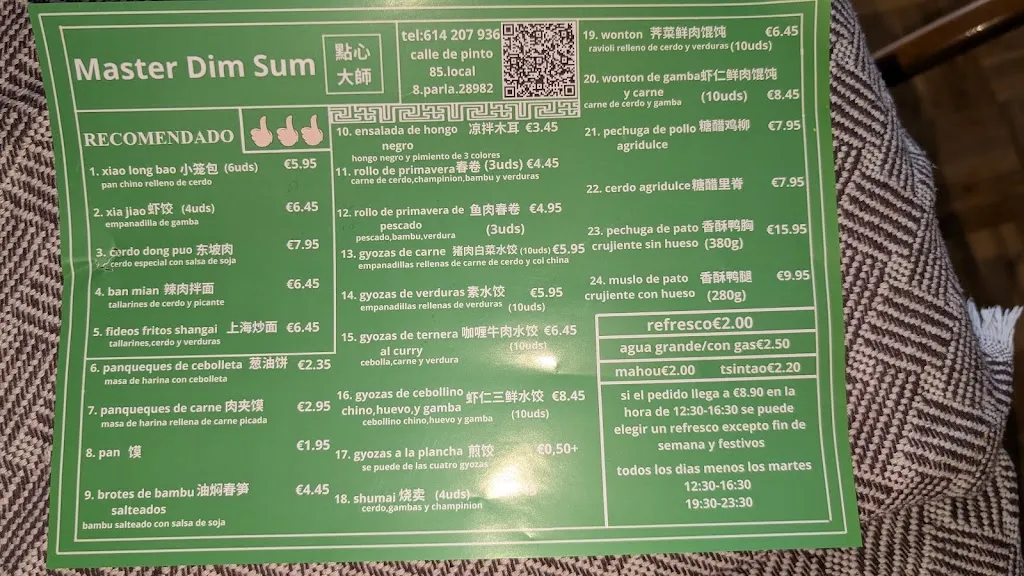 Master Dim Sum
點心
大師
tel:614 207 936
calle de pinto
85.local
8.parla.28982
RECOMENDADO
1. xiao long bao 小笼包 (6uds) €5.95
pan chino relleno de cerdo
2. xia jiao 虾饺 (4uds) €6.45
empanadilla de gamba
3. cerdo dong puo 东坡肉 €7.95
cerdo especial con salsa de soja
4. ban mian 辣肉拌面 €6.45
tallarines de cerdo y picante
5. fideos fritos shangai 上海炒面 €6.45
tallarines,cerdo y verduras
6. panqueques de cebolleta 葱油饼 €2.35
masa de harina con cebolleta
7. panqueques de carne 肉夹馍 €2.95
masa de harina rellena de carne picada
8. pan 馍 €1.95
9. brotes de bambu 油焖春笋 €4.45
salteados
bambu salteado con salsa de soja
10. ensalada de hongo 凉拌木耳 €3.45
negro
hongo negro y pimiento de 3 colores
11. rollo de primavera 春卷 (3uds) €4.45
carne de cerdo,champinion,bambu y verduras
12. rollo de primavera de 鱼肉春卷 €4.95
pescado (3uds)
pescado,bambu,verdura
13. gyozas de carne 猪肉白菜水饺 (10uds) €5.95
empanadillas rellenas de carne de cerdo y col china
14. gyozas de verduras 素水饺 €5.95
empanadillas rellenas de verduras (10uds)
15. gyozas de ternera 咖喱牛肉水饺 €6.45
al curry (10uds)
cebolla,carne y verdura
16. gyozas de cebollino 虾仁三鲜水饺 €8.45
chino,huevo,y gamba (10uds)
cebollino chino,huevo y gamba
17. gyozas a la plancha 煎饺 €0,50+
se puede de las cuatro gyozas
18. shumai 烧卖 (4uds)
cerdo,gambas y champinion
19. wonton 荠菜鲜肉馄饨 €6.45
ravioli relleno de cerdo y verduras (10uds)
20. wonton de gamba 虾仁鲜肉馄饨
y carne (10uds) €8.45
carne de cerdo y gamba
21. pechuga de pollo 糖醋鸡柳 €7.95
agridulce
22. cerdo agridulce 糖醋里脊 €7.95
23. pechuga de pato 香酥鸭胸 €15.95
crujiente sin hueso (380g)
24. muslo de pato 香酥鸭腿 €9.95
crujiente con hueso (280g)
refresco€2.00
agua grande/con gas€2.50
mahou€2.00 tsintao€2.20
si el pedido llega a €8.90 en la
hora de 12:30-16:30 se puede
elegir un refresco excepto fin de
semana y festivos
todos los dias menos los martes
12:30-16:30
19:30-23:30